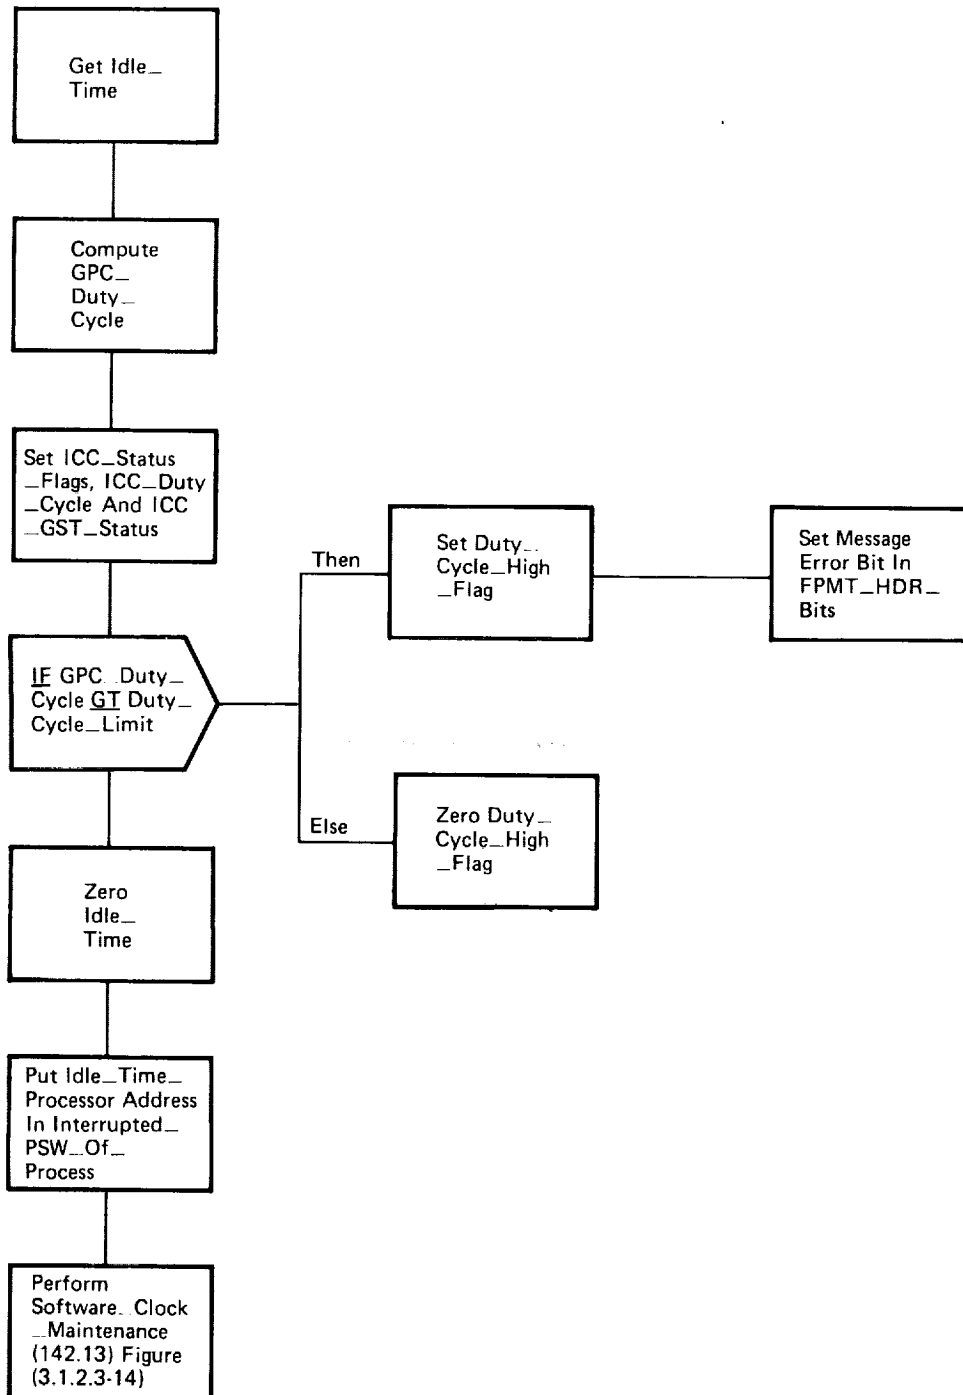 Get Idle_
Time
Compute
GPC_
Duty_
Cycle
Set ICC_Status
_Flags, ICC_Duty
_Cycle And ICC
_GST_Status
IF GPC_Duty_
Cycle GT Duty_
Cycle_Limit
Then
Set Duty_
Cycle_High
_Flag
Set Message
Error Bit In
FPMT_HDR_
Bits
Else
Zero Duty_
Cycle_High
_Flag
Zero
Idle_
Time
Put Idle_Time_
Processor Address
In Interrupted_
PSW_Of_
Process
Perform
Software_Clock
_Maintenance
(142.13) Figure
(3.1.2.3-14)